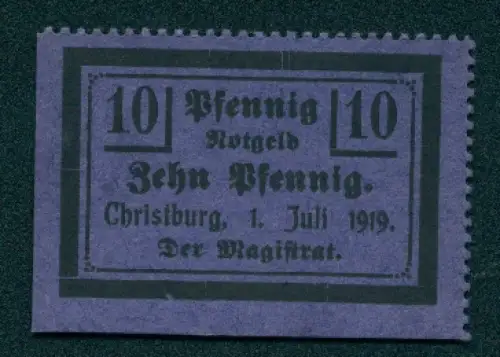 10 Pfennig 10
Notgeld
Zehn Pfennig.
Christburg, 1. Juli 1919.
Der Magistrat.